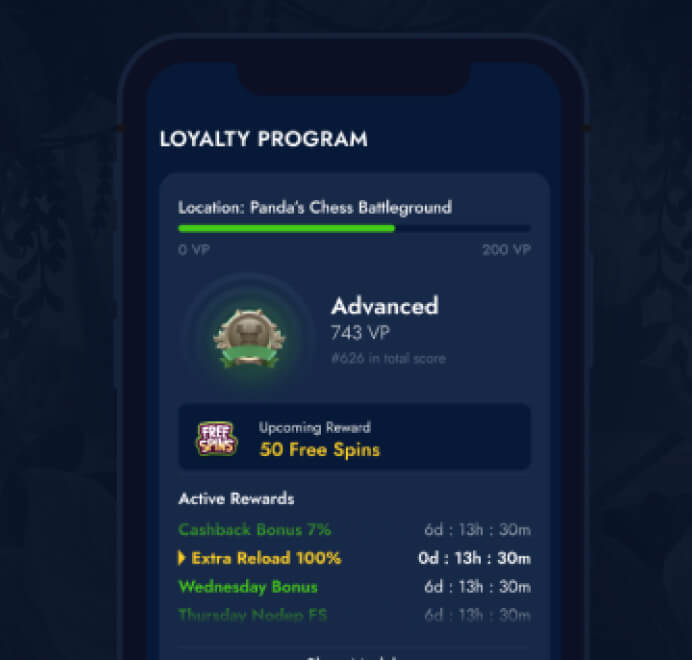 LOYALTY PROGRAM
Location: Panda's Chess Battleground
0 VP 200 VP
Advanced
743 VP
#626 in total score
FREE SPINS
Upcoming Reward
50 Free Spins
Active Rewards
Cashback Bonus 7% 6d : 13h : 30m
Extra Reload 100% 0d : 13h : 30m
Wednesday Bonus 6d : 13h : 30m
Thursday Nodep FS 6d : 13h : 30m